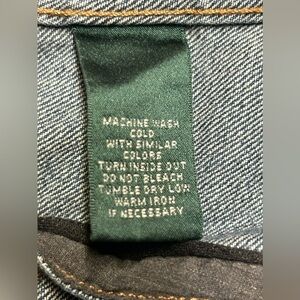 MACHINE WASH
COLD
WITH SIMILAR
COLORS
TURN INSIDE OUT
DO NOT BLEACH
TUMBLE DRY LOW
WARM IRON
IF NECESSARY